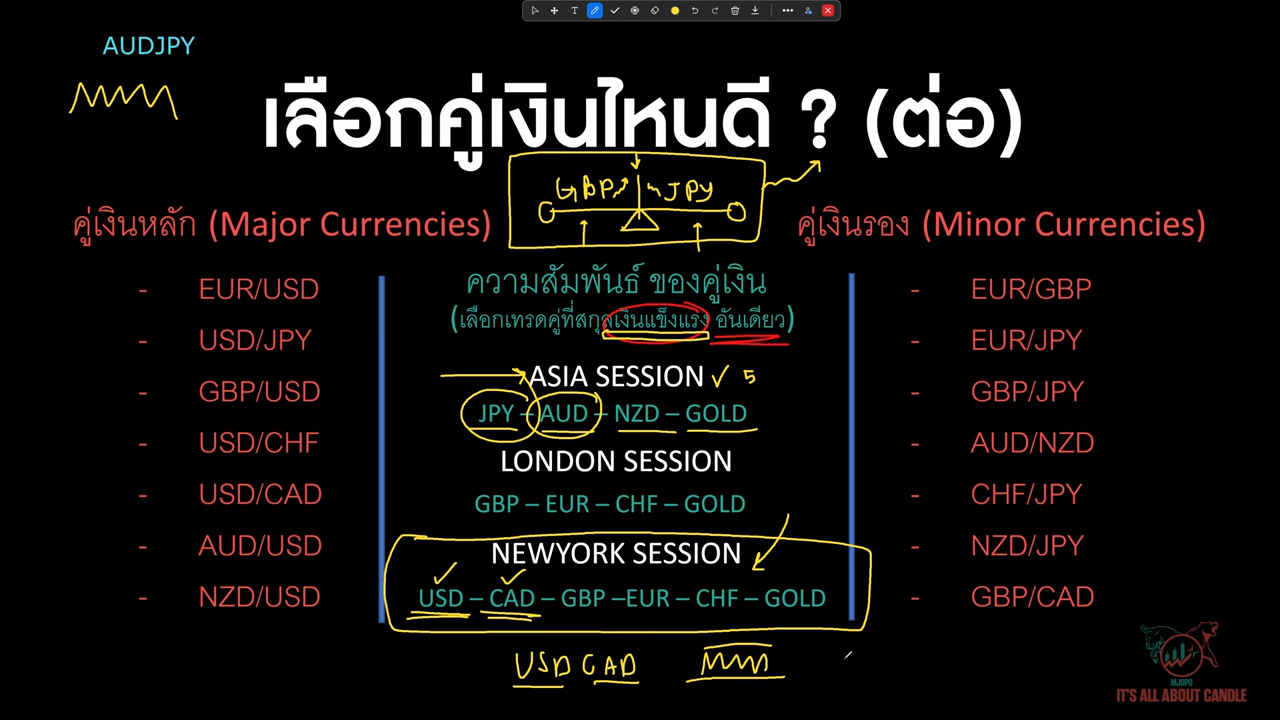 AUDJPY
เลือกคู่เงินไหนดี ? (ต่อ)
GBP JPY
คู่เงินหลัก (Major Currencies)
- EUR/USD
- USD/JPY
- GBP/USD
- USD/CHF
- USD/CAD
- AUD/USD
- NZD/USD
ความสัมพันธ์ ของคู่เงิน
(เลือกเทรดคู่ที่สกุลเงินแข็งแรง อันเดียว)
ASIA SESSION 5
JPY – AUD – NZD – GOLD
LONDON SESSION
GBP – EUR – CHF – GOLD
NEWYORK SESSION
USD – CAD – GBP –EUR – CHF – GOLD
USD CAD
คู่เงินรอง (Minor Currencies)
- EUR/GBP
- EUR/JPY
- GBP/JPY
- AUD/NZD
- CHF/JPY
- NZD/JPY
- GBP/CAD
MJOPO
IT'S ALL ABOUT CANDLE